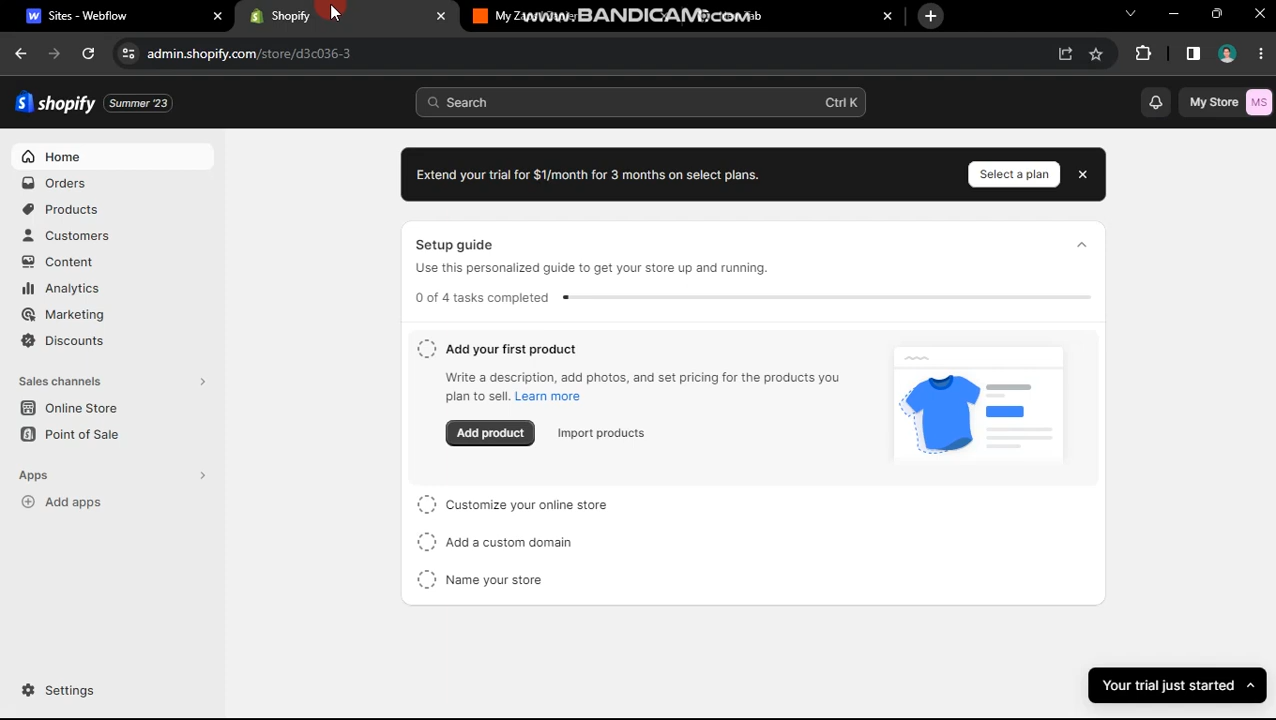 Sites - Webflow
Shopify
My Za
www.BANDICAM.com
Tab
admin.shopify.com/store/d3c036-3
shopify
Summer '23
Search
Ctrl K
My Store
MS
Home
Orders
Products
Customers
Content
Analytics
Marketing
Discounts
Sales channels
Online Store
Point of Sale
Apps
Add apps
Settings
Extend your trial for $1/month for 3 months on select plans.
Select a plan
Setup guide
Use this personalized guide to get your store up and running.
0 of 4 tasks completed
Add your first product
Write a description, add photos, and set pricing for the products you
plan to sell. Learn more
Add product
Import products
Customize your online store
Add a custom domain
Name your store
Your trial just started